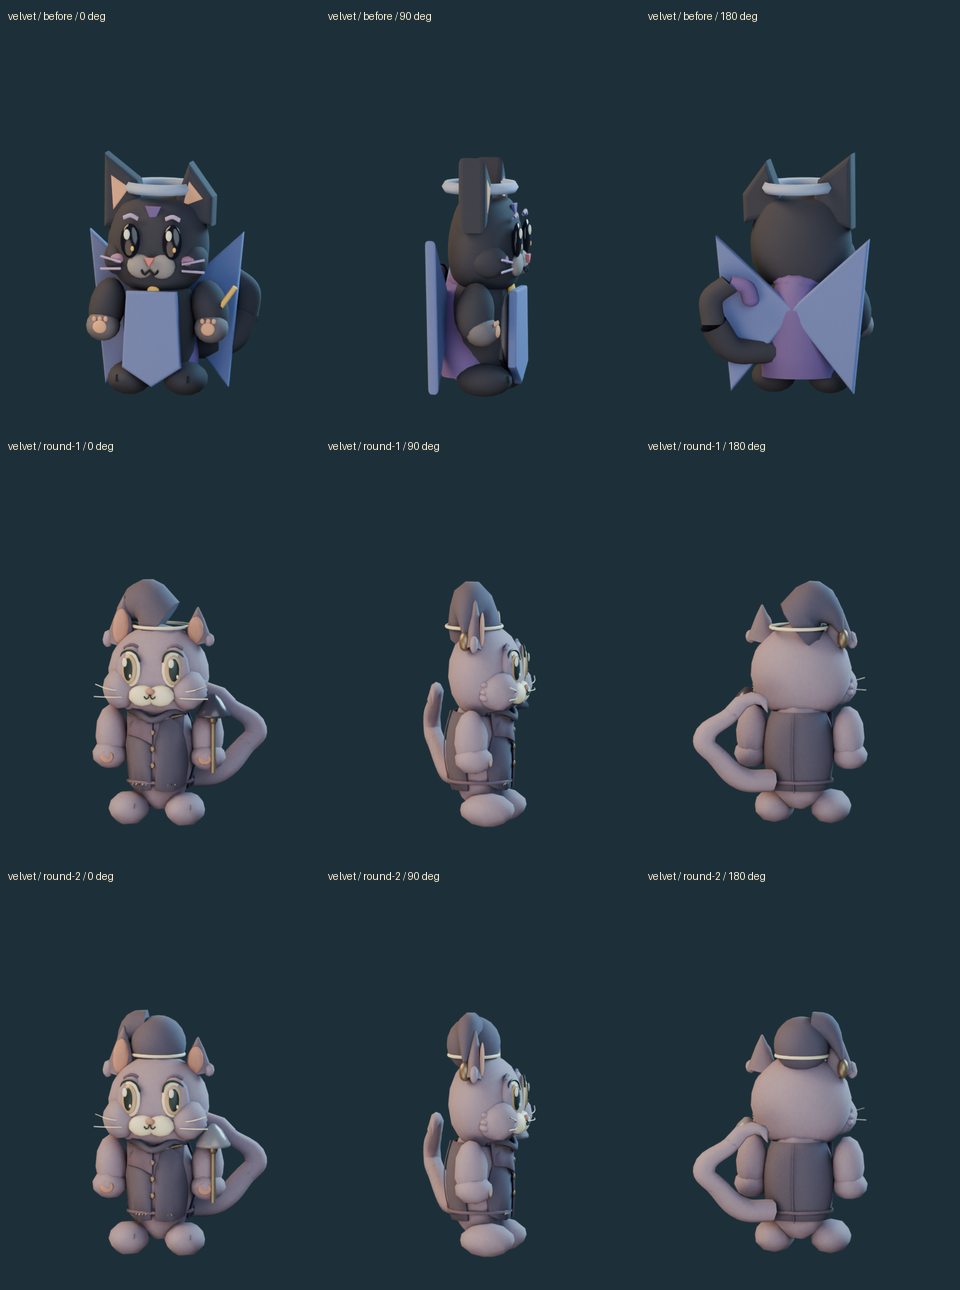 velvet / before / 0 deg
velvet / before / 90 deg
velvet / before / 180 deg
velvet / round-1 / 0 deg
velvet / round-1 / 90 deg
velvet / round-1 / 180 deg
velvet / round-2 / 0 deg
velvet / round-2 / 90 deg
velvet / round-2 / 180 deg